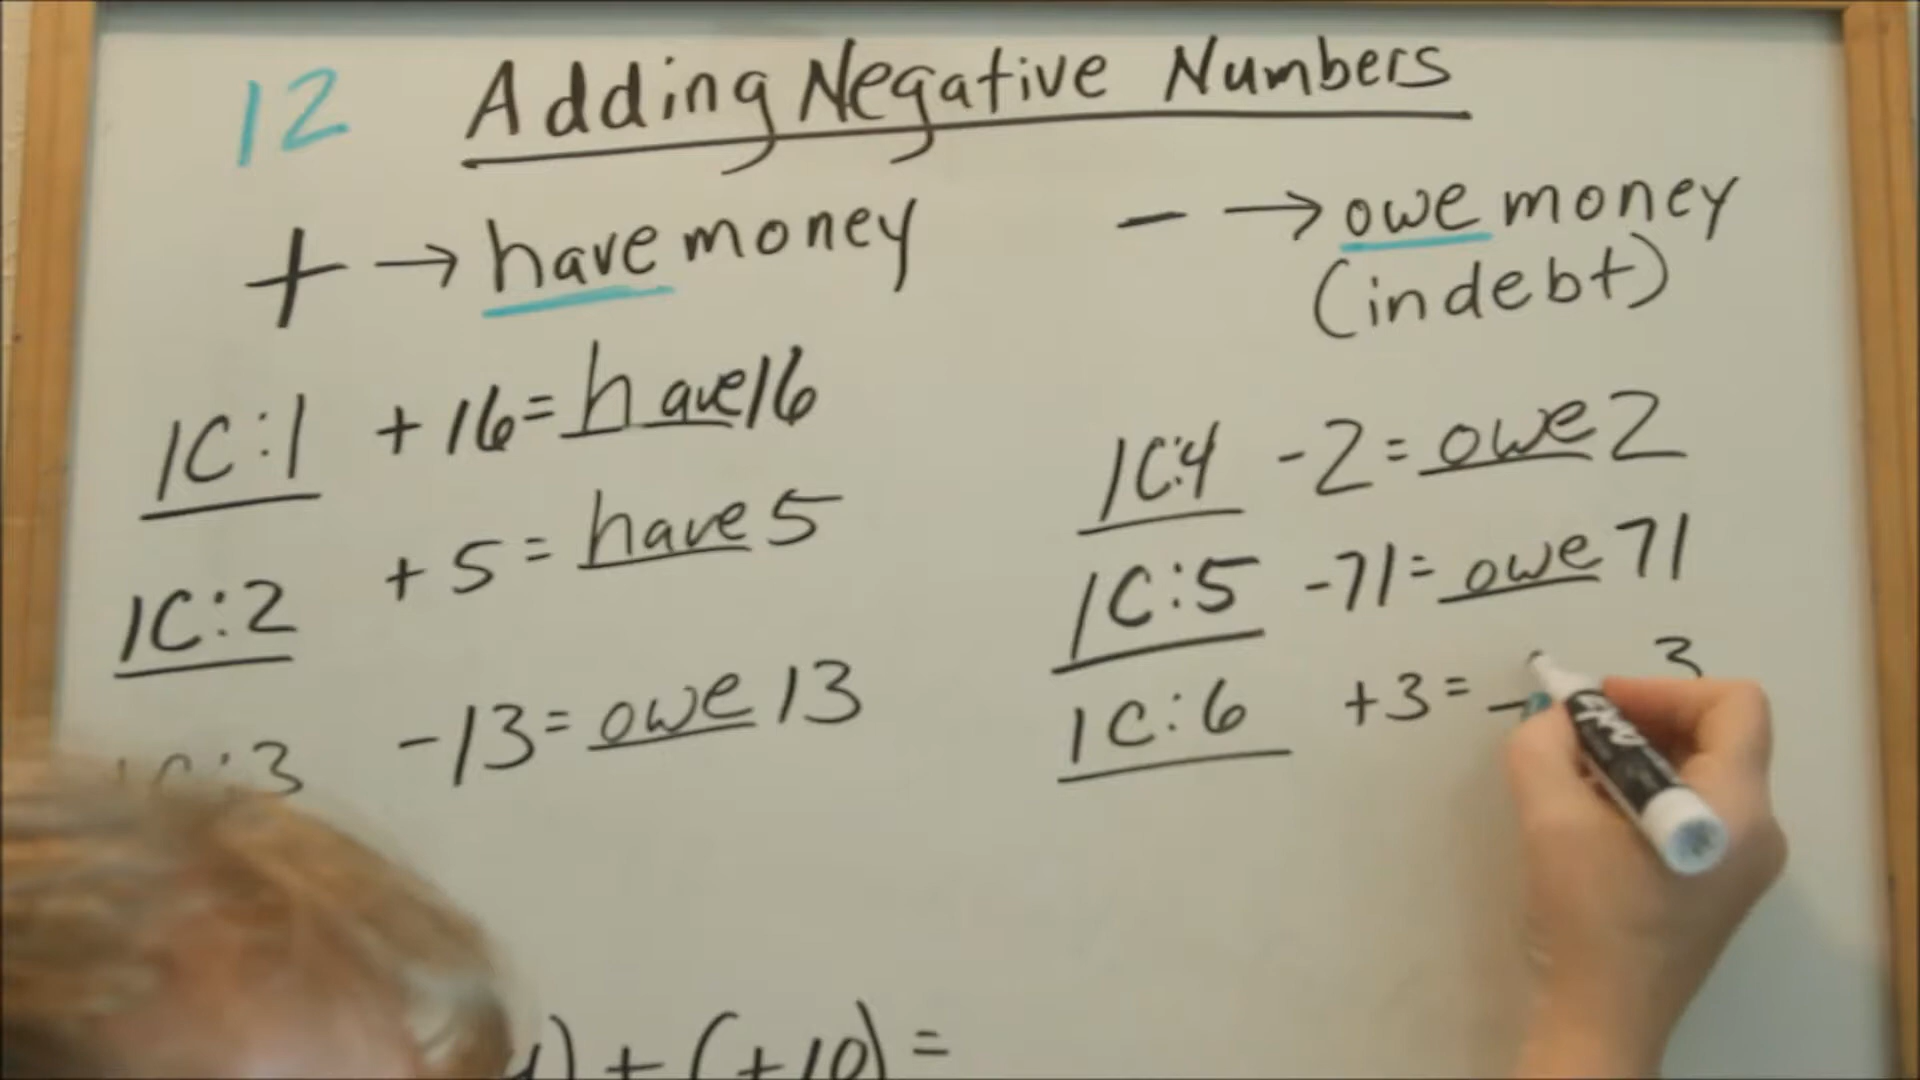 12 Adding Negative Numbers
+ → have money
- → owe money
(in debt)
1C:1 +16 = have 16
1C:2 +5 = have 5
1C:3 -13 = owe 13
1C:4 -2 = owe 2
1C:5 -71 = owe 71
1C:6 +3 = 3
) + (+10) =